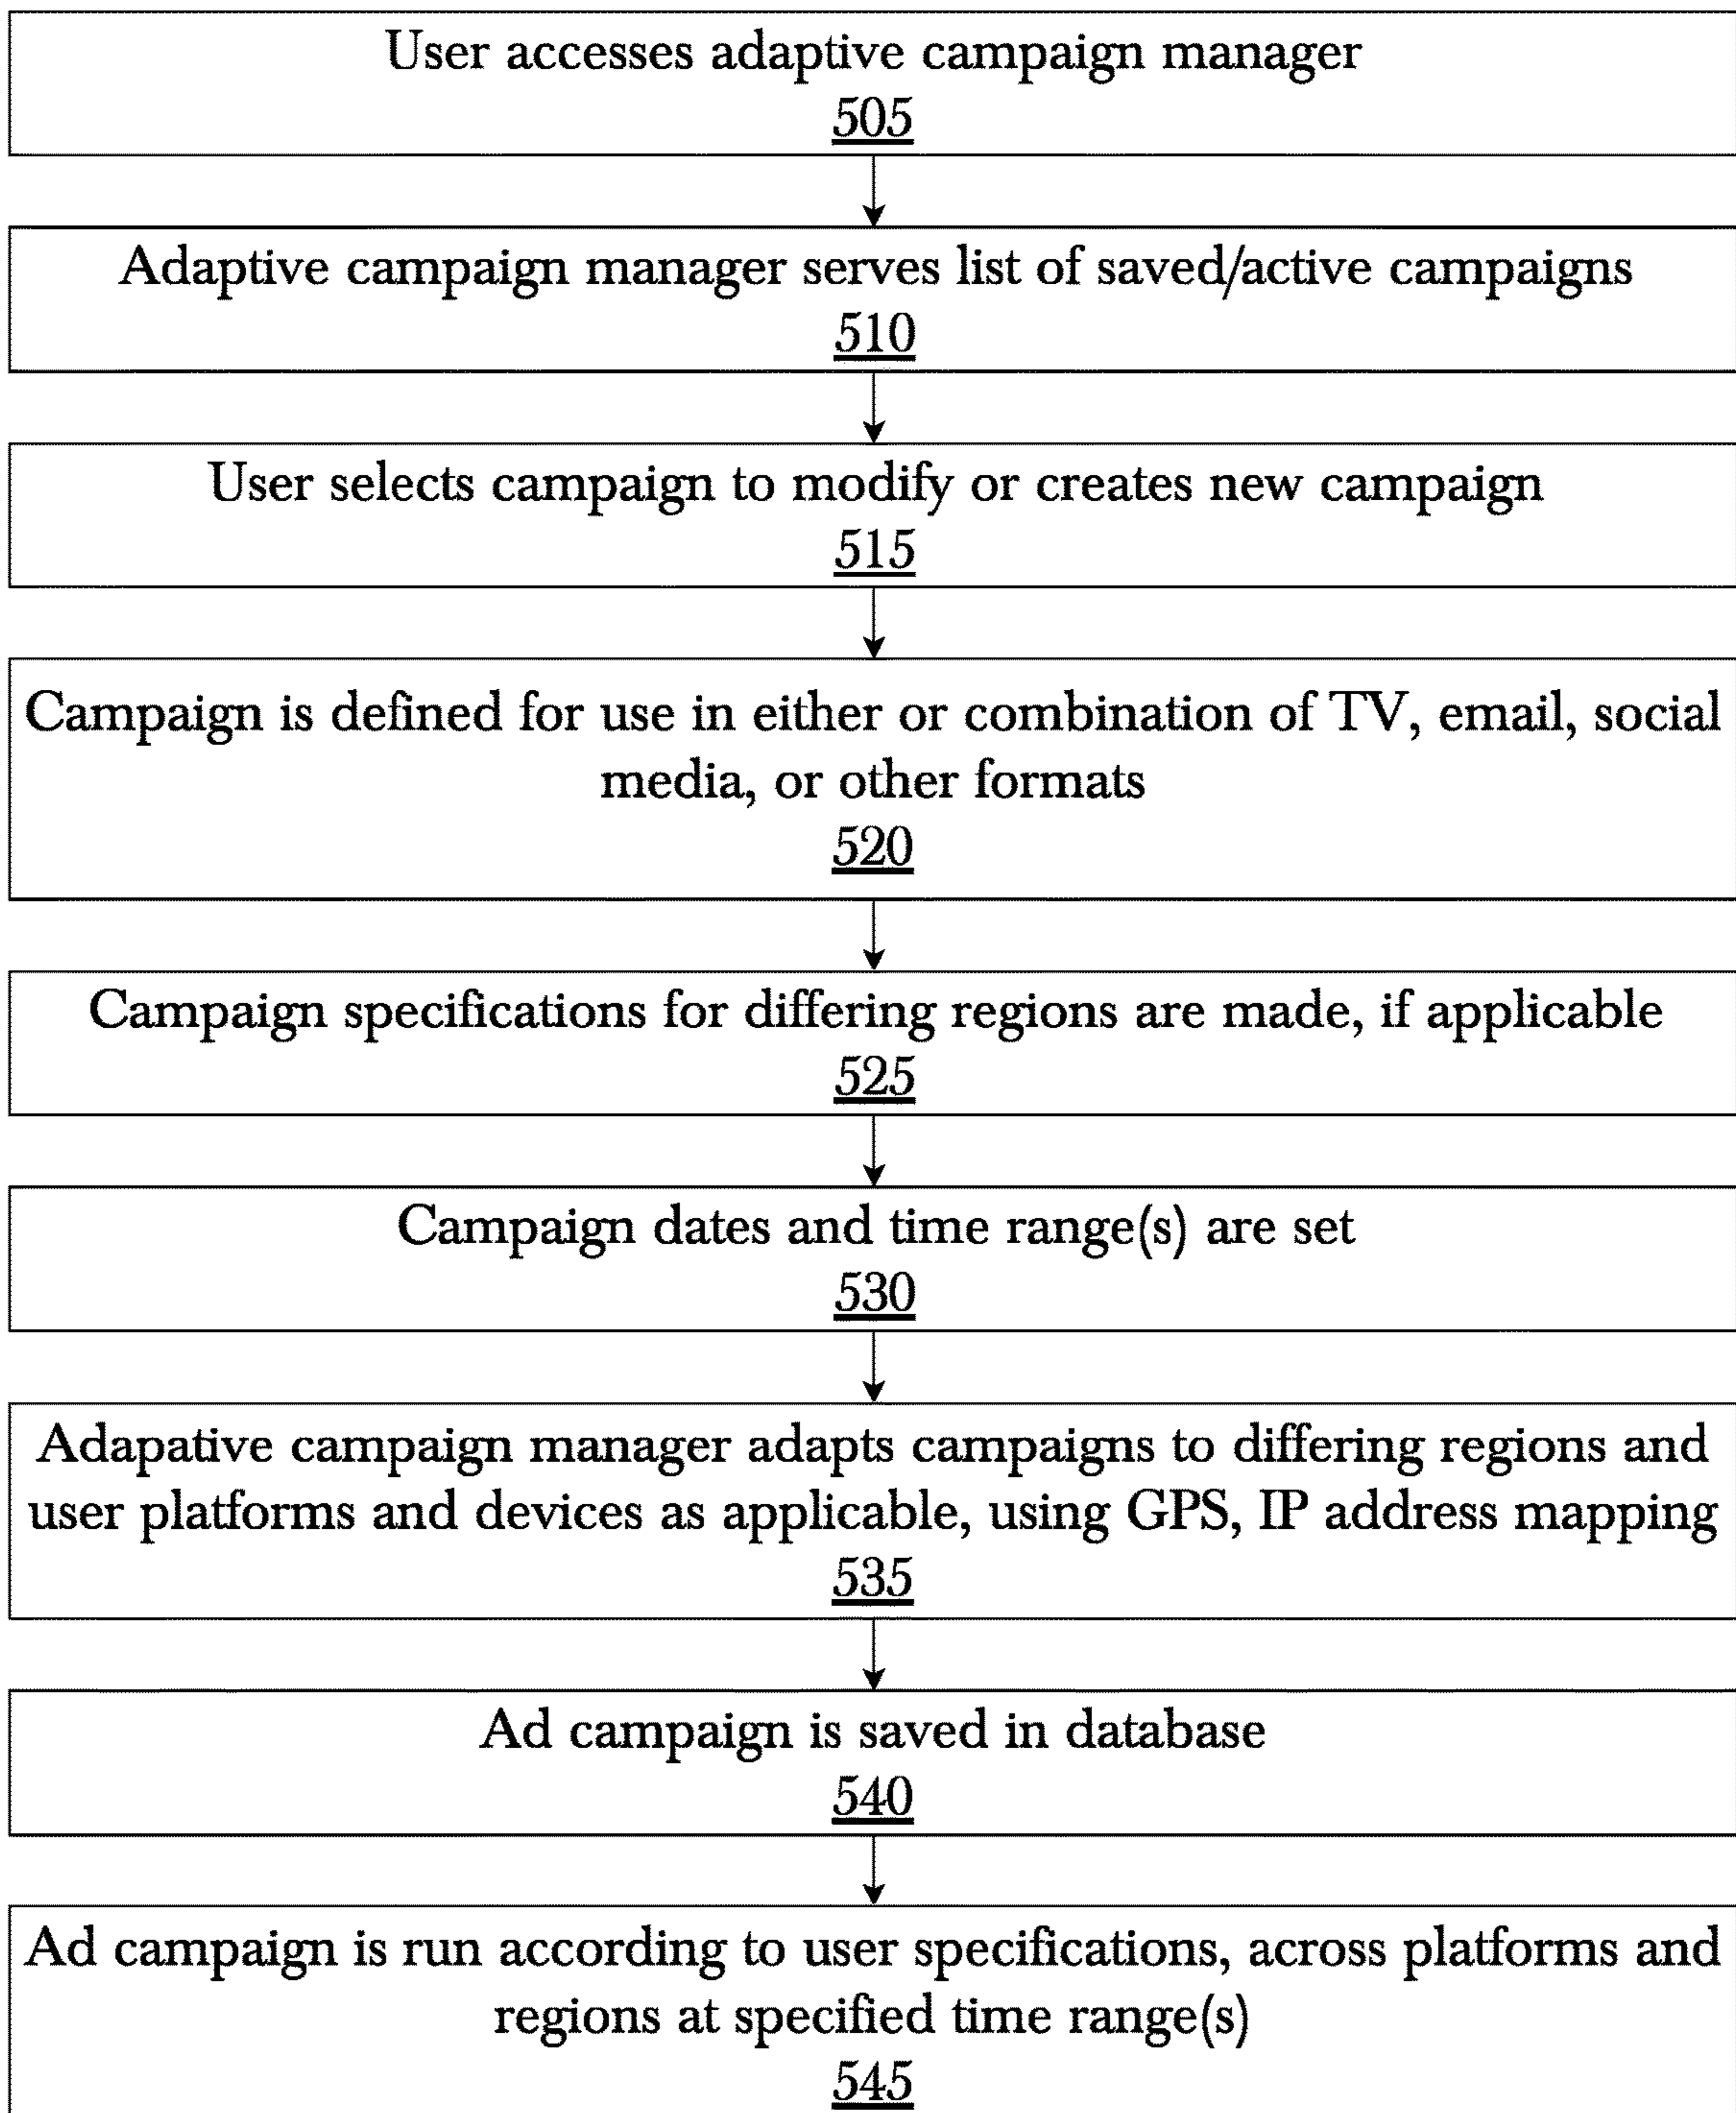 User accesses adaptive campaign manager
505
Adaptive campaign manager serves list of saved/active campaigns
510
User selects campaign to modify or creates new campaign
515
Campaign is defined for use in either or combination of TV, email, social
media, or other formats
520
Campaign specifications for differing regions are made, if applicable
525
Campaign dates and time range(s) are set
530
Adapative campaign manager adapts campaigns to differing regions and
user platforms and devices as applicable, using GPS, IP address mapping
535
Ad campaign is saved in database
540
Ad campaign is run according to user specifications, across platforms and
regions at specified time range(s)
545